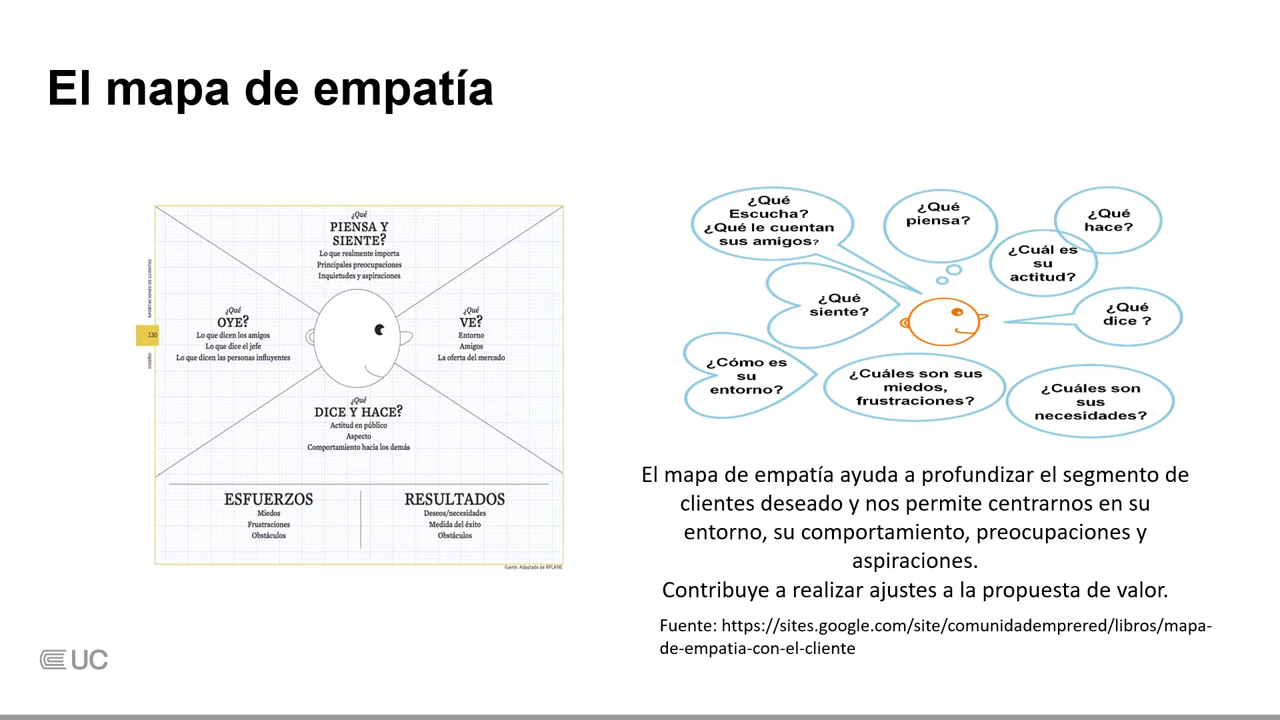 El mapa de empatía
¿Qué
PIENSA Y
SIENTE?
Lo que realmente importa
Principales preocupaciones
Inquietudes y aspiraciones
¿Qué
OYE?
Lo que dicen los amigos
Lo que dice el jefe
Lo que dicen las personas influyentes
¿Qué
VE?
Entorno
Amigos
La oferta del mercado
¿Qué
DICE Y HACE?
Actitud en público
Aspecto
Comportamiento hacia los demás
ESFUERZOS
Miedos
Frustraciones
Obstáculos
RESULTADOS
Deseos/necesidades
Medida del éxito
Obstáculos
Fuente: Adaptado de XPLANE
APORTACIONES DE CLIENTES
130
DISEÑO
¿Qué
Escucha?
¿Qué le cuentan
sus amigos?
¿Qué
piensa?
¿Qué
hace?
¿Cuál es
su
actitud?
¿Qué
siente?
¿Qué
dice ?
¿Cómo es
su
entorno?
¿Cuáles son sus
miedos,
frustraciones?
¿Cuáles son
sus
necesidades?
El mapa de empatía ayuda a profundizar el segmento de
clientes deseado y nos permite centrarnos en su
entorno, su comportamiento, preocupaciones y
aspiraciones.
Contribuye a realizar ajustes a la propuesta de valor.
Fuente: https://sites.google.com/site/comunidademprered/libros/mapa-
de-empatia-con-el-cliente
UC